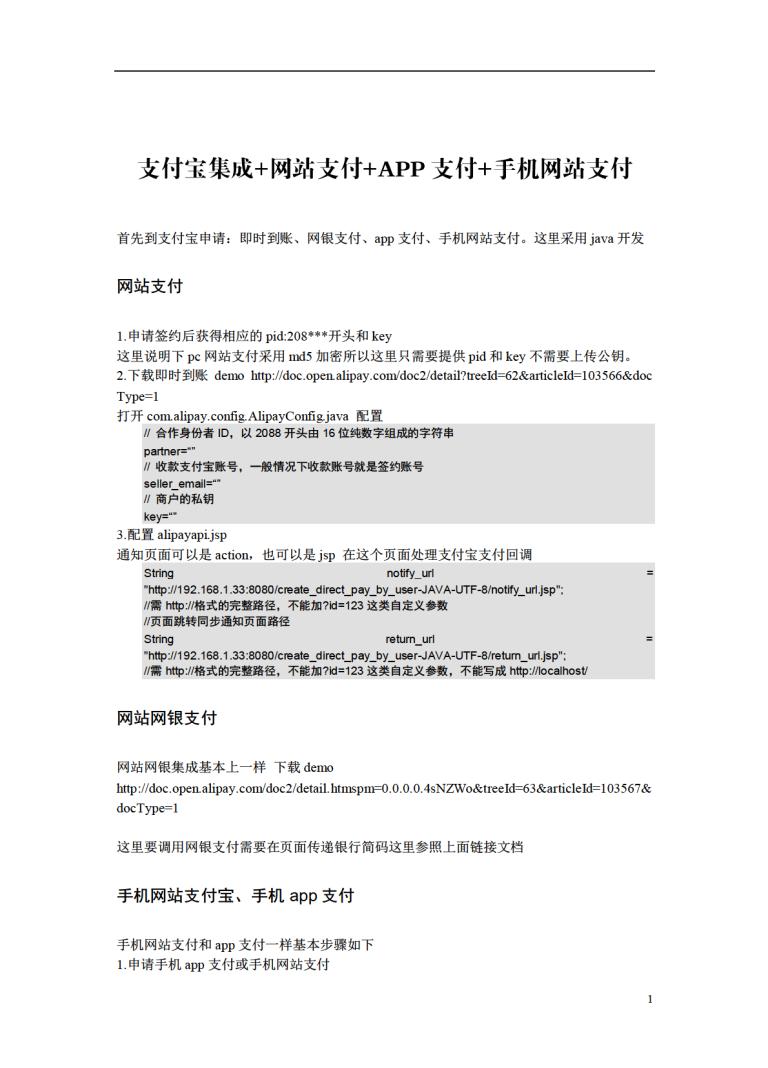 支付宝集成+网站支付+APP 支付+手机网站支付
首先到支付宝申请：即时到账、网银支付、app 支付、手机网站支付。这里采用 java 开发
网站支付
1.申请签约后获得相应的 pid:208***开头和 key
这里说明下 pc 网站支付采用 md5 加密所以这里只需要提供 pid 和 key 不需要上传公钥。
2.下载即时到账 demo http://doc.open.alipay.com/doc2/detail?treeId=62&articleId=103566&doc
Type=1
打开 com.alipay.config.AlipayConfig.java 配置
// 合作身份者 ID，以 2088 开头由 16 位纯数字组成的字符串
partner=“”
// 收款支付宝账号，一般情况下收款账号就是签约账号
seller_email=“”
// 商户的私钥
key=“”
3.配置 alipayapi.jsp
通知页面可以是 action，也可以是 jsp 在这个页面处理支付宝支付回调
String notify_url =
"http://192.168.1.33:8080/create_direct_pay_by_user-JAVA-UTF-8/notify_url.jsp";
//需 http://格式的完整路径，不能加?id=123 这类自定义参数
//页面跳转同步通知页面路径
String return_url =
"http://192.168.1.33:8080/create_direct_pay_by_user-JAVA-UTF-8/return_url.jsp";
//需 http://格式的完整路径，不能加?id=123 这类自定义参数，不能写成 http://localhost/
网站网银支付
网站网银集成基本上一样 下载 demo
http://doc.open.alipay.com/doc2/detail.htmspm=0.0.0.0.4sNZWo&treeId=63&articleId=103567&
docType=1
这里要调用网银支付需要在页面传递银行简码这里参照上面链接文档
手机网站支付宝、手机 app 支付
手机网站支付和 app 支付一样基本步骤如下
1.申请手机 app 支付或手机网站支付
1